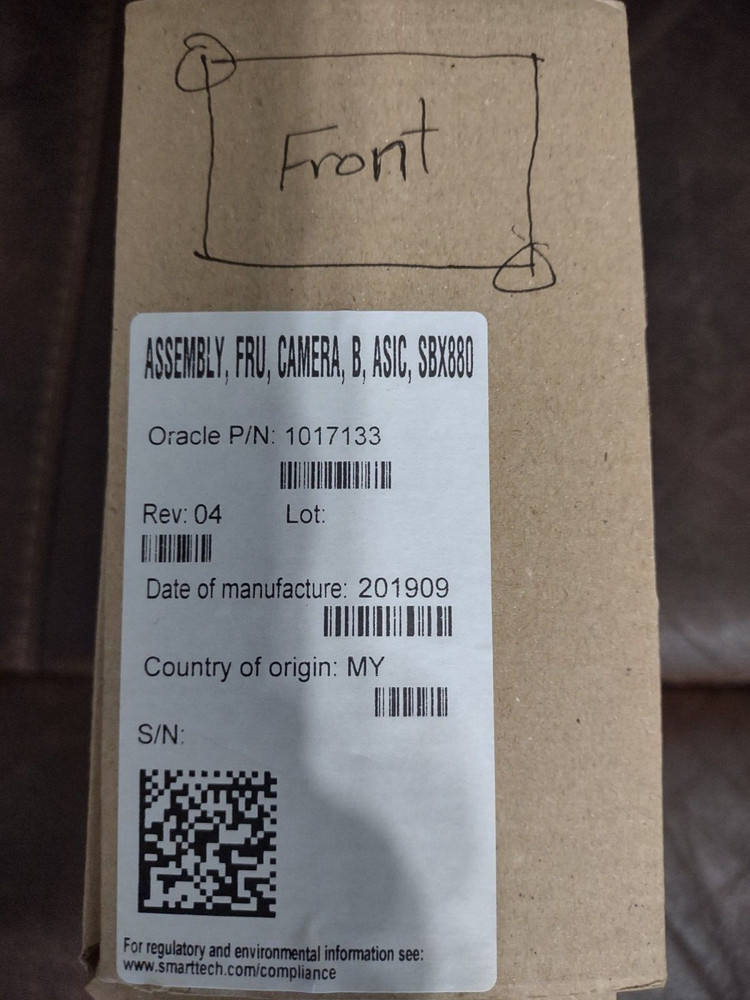 Front
ASSEMBLY, FRU, CAMERA, B, ASIC, SBX880
Oracle P/N: 1017133
Rev: 04 Lot:
Date of manufacture: 201909
Country of origin: MY
S/N:
For regulatory and environmental information see:
www.smarttech.com/compliance